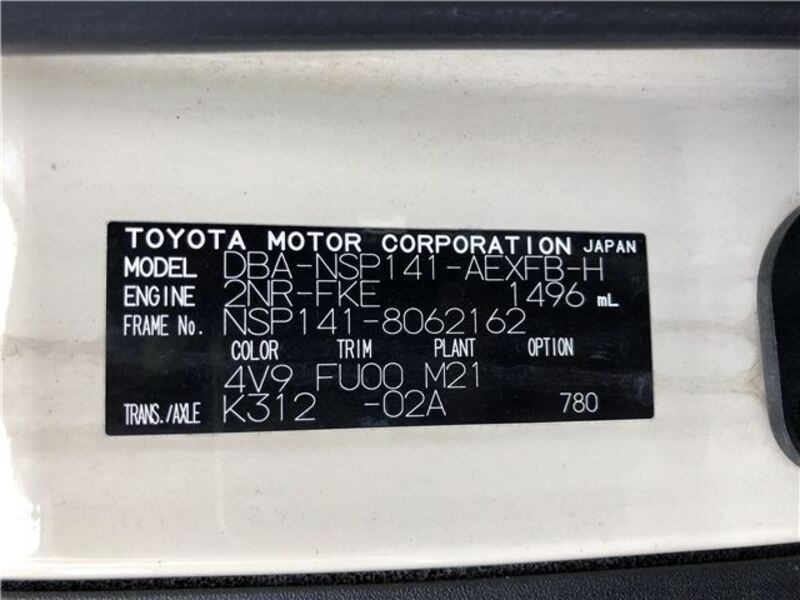 TOYOTA MOTOR CORPORATION JAPAN
MODEL DBA-NSP141-AEXFB-H
ENGINE 2NR-FKE 1496 mL
FRAME No. NSP141-8062162
COLOR TRIM PLANT OPTION
4V9 FU00 M21
TRANS./AXLE K312 -02A 780